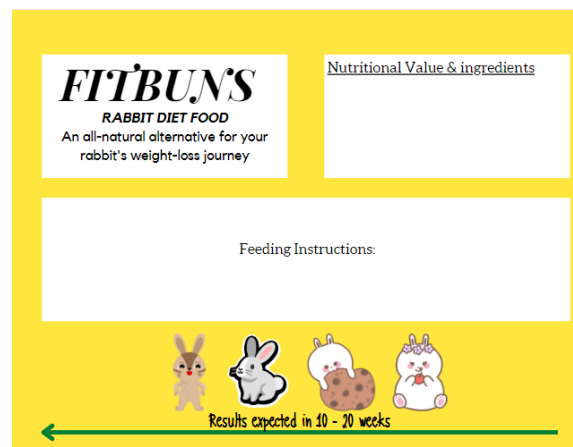 FITBUNS
RABBIT DIET FOOD
An all-natural alternative for your
rabbit's weight-loss journey
Nutritional Value & ingredients
Feeding Instructions:
Results expected in 10 - 20 weeks